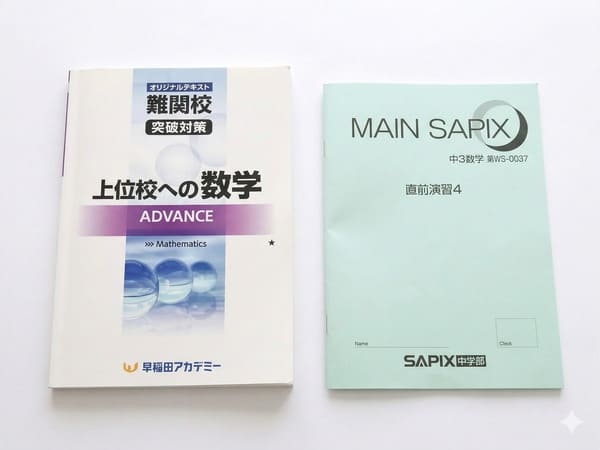 オリジナルテキスト
難関校
突破対策
上位校への数学
ADVANCE
>>> Mathematics
★
早稲田アカデミー
MAIN SAPIX
中3数学 第WS-0037
直前演習4
Name
Check
SAPIX中学部